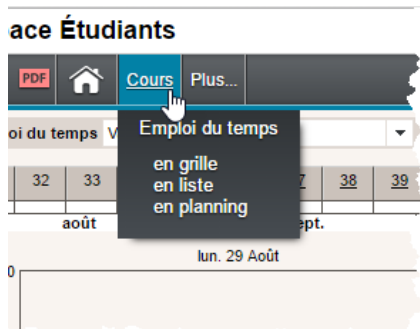 ace Étudiants
PDF Cours Plus...
oi du temps V
Emploi du temps
en grille
en liste
en planning
32 33 7 38 39
août ept.
lun. 29 Août
0